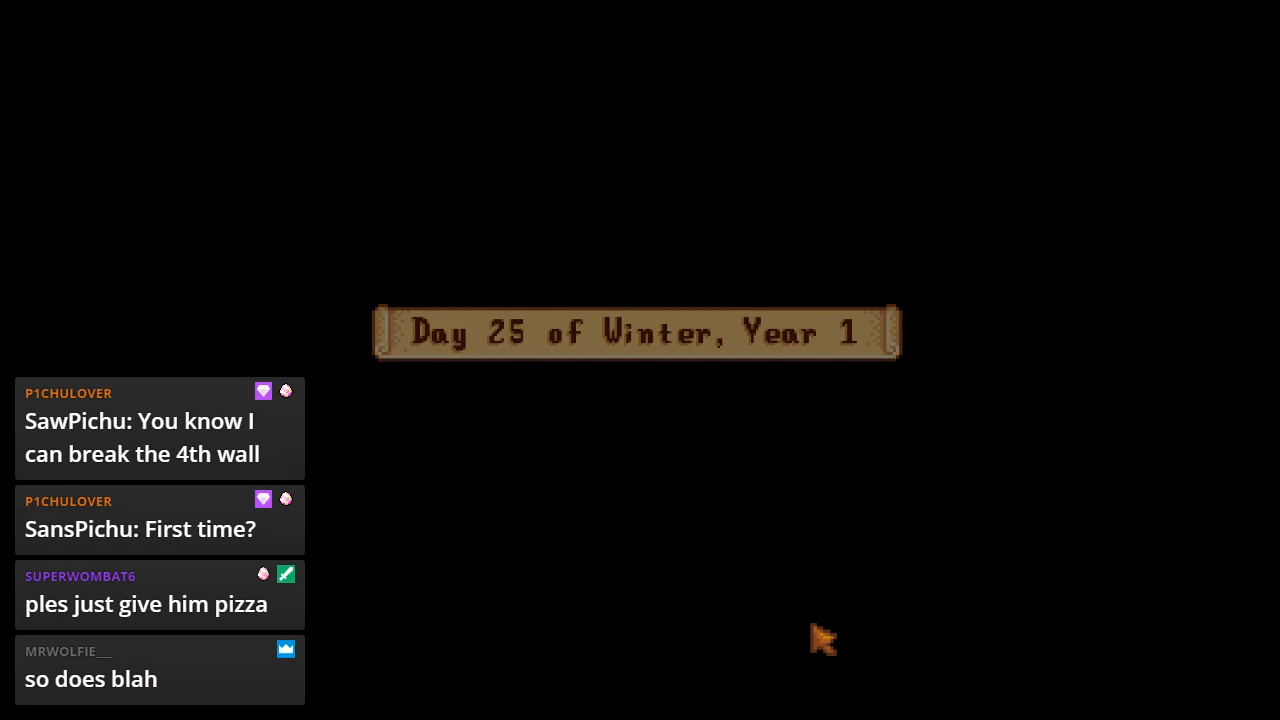 Day 25 of Winter, Year 1
P1CHULOVER
SawPichu: You know I
can break the 4th wall
P1CHULOVER
SansPichu: First time?
SUPERWOMBAT6
ples just give him pizza
MRWOLFIE__
so does blah